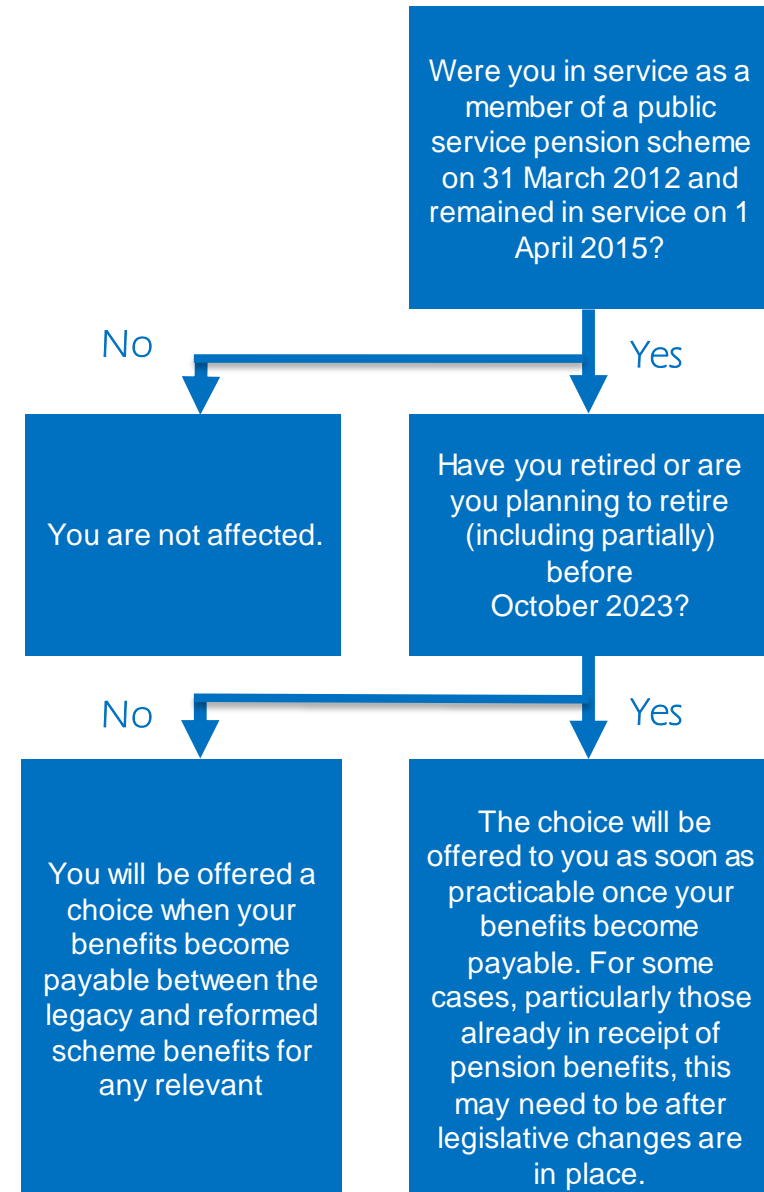 Were you in service as a
member of a public
service pension scheme
on 31 March 2012 and
remained in service on 1
April 2015?
No
Yes
You are not affected.
Have you retired or are
you planning to retire
(including partially)
before
October 2023?
No
Yes
You will be offered a
choice when your
benefits become
payable between the
legacy and reformed
scheme benefits for
any relevant
The choice will be
offered to you as soon as
practicable once your
benefits become
payable. For some
cases, particularly those
already in receipt of
pension benefits, this
may need to be after
legislative changes are
in place.